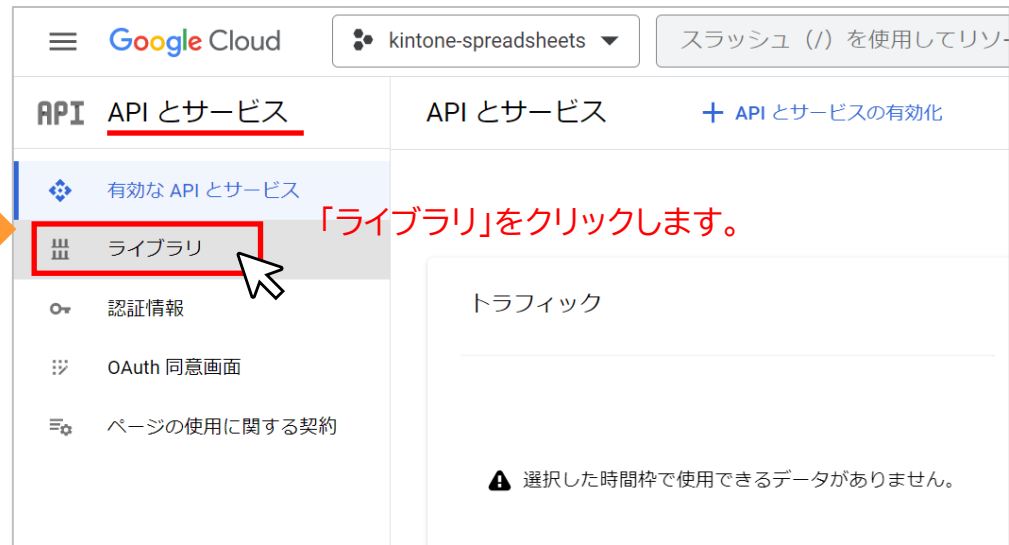 Google Cloud
kintone-spreadsheets
スラッシュ（/）を使用してリソ
API API とサービス
API とサービス
+ API とサービスの有効化
有効な API とサービス
「ライブラリ」をクリックします。
ライブラリ
トラフィック
認証情報
OAuth 同意画面
ページの使用に関する契約
選択した時間枠で使用できるデータがありません。